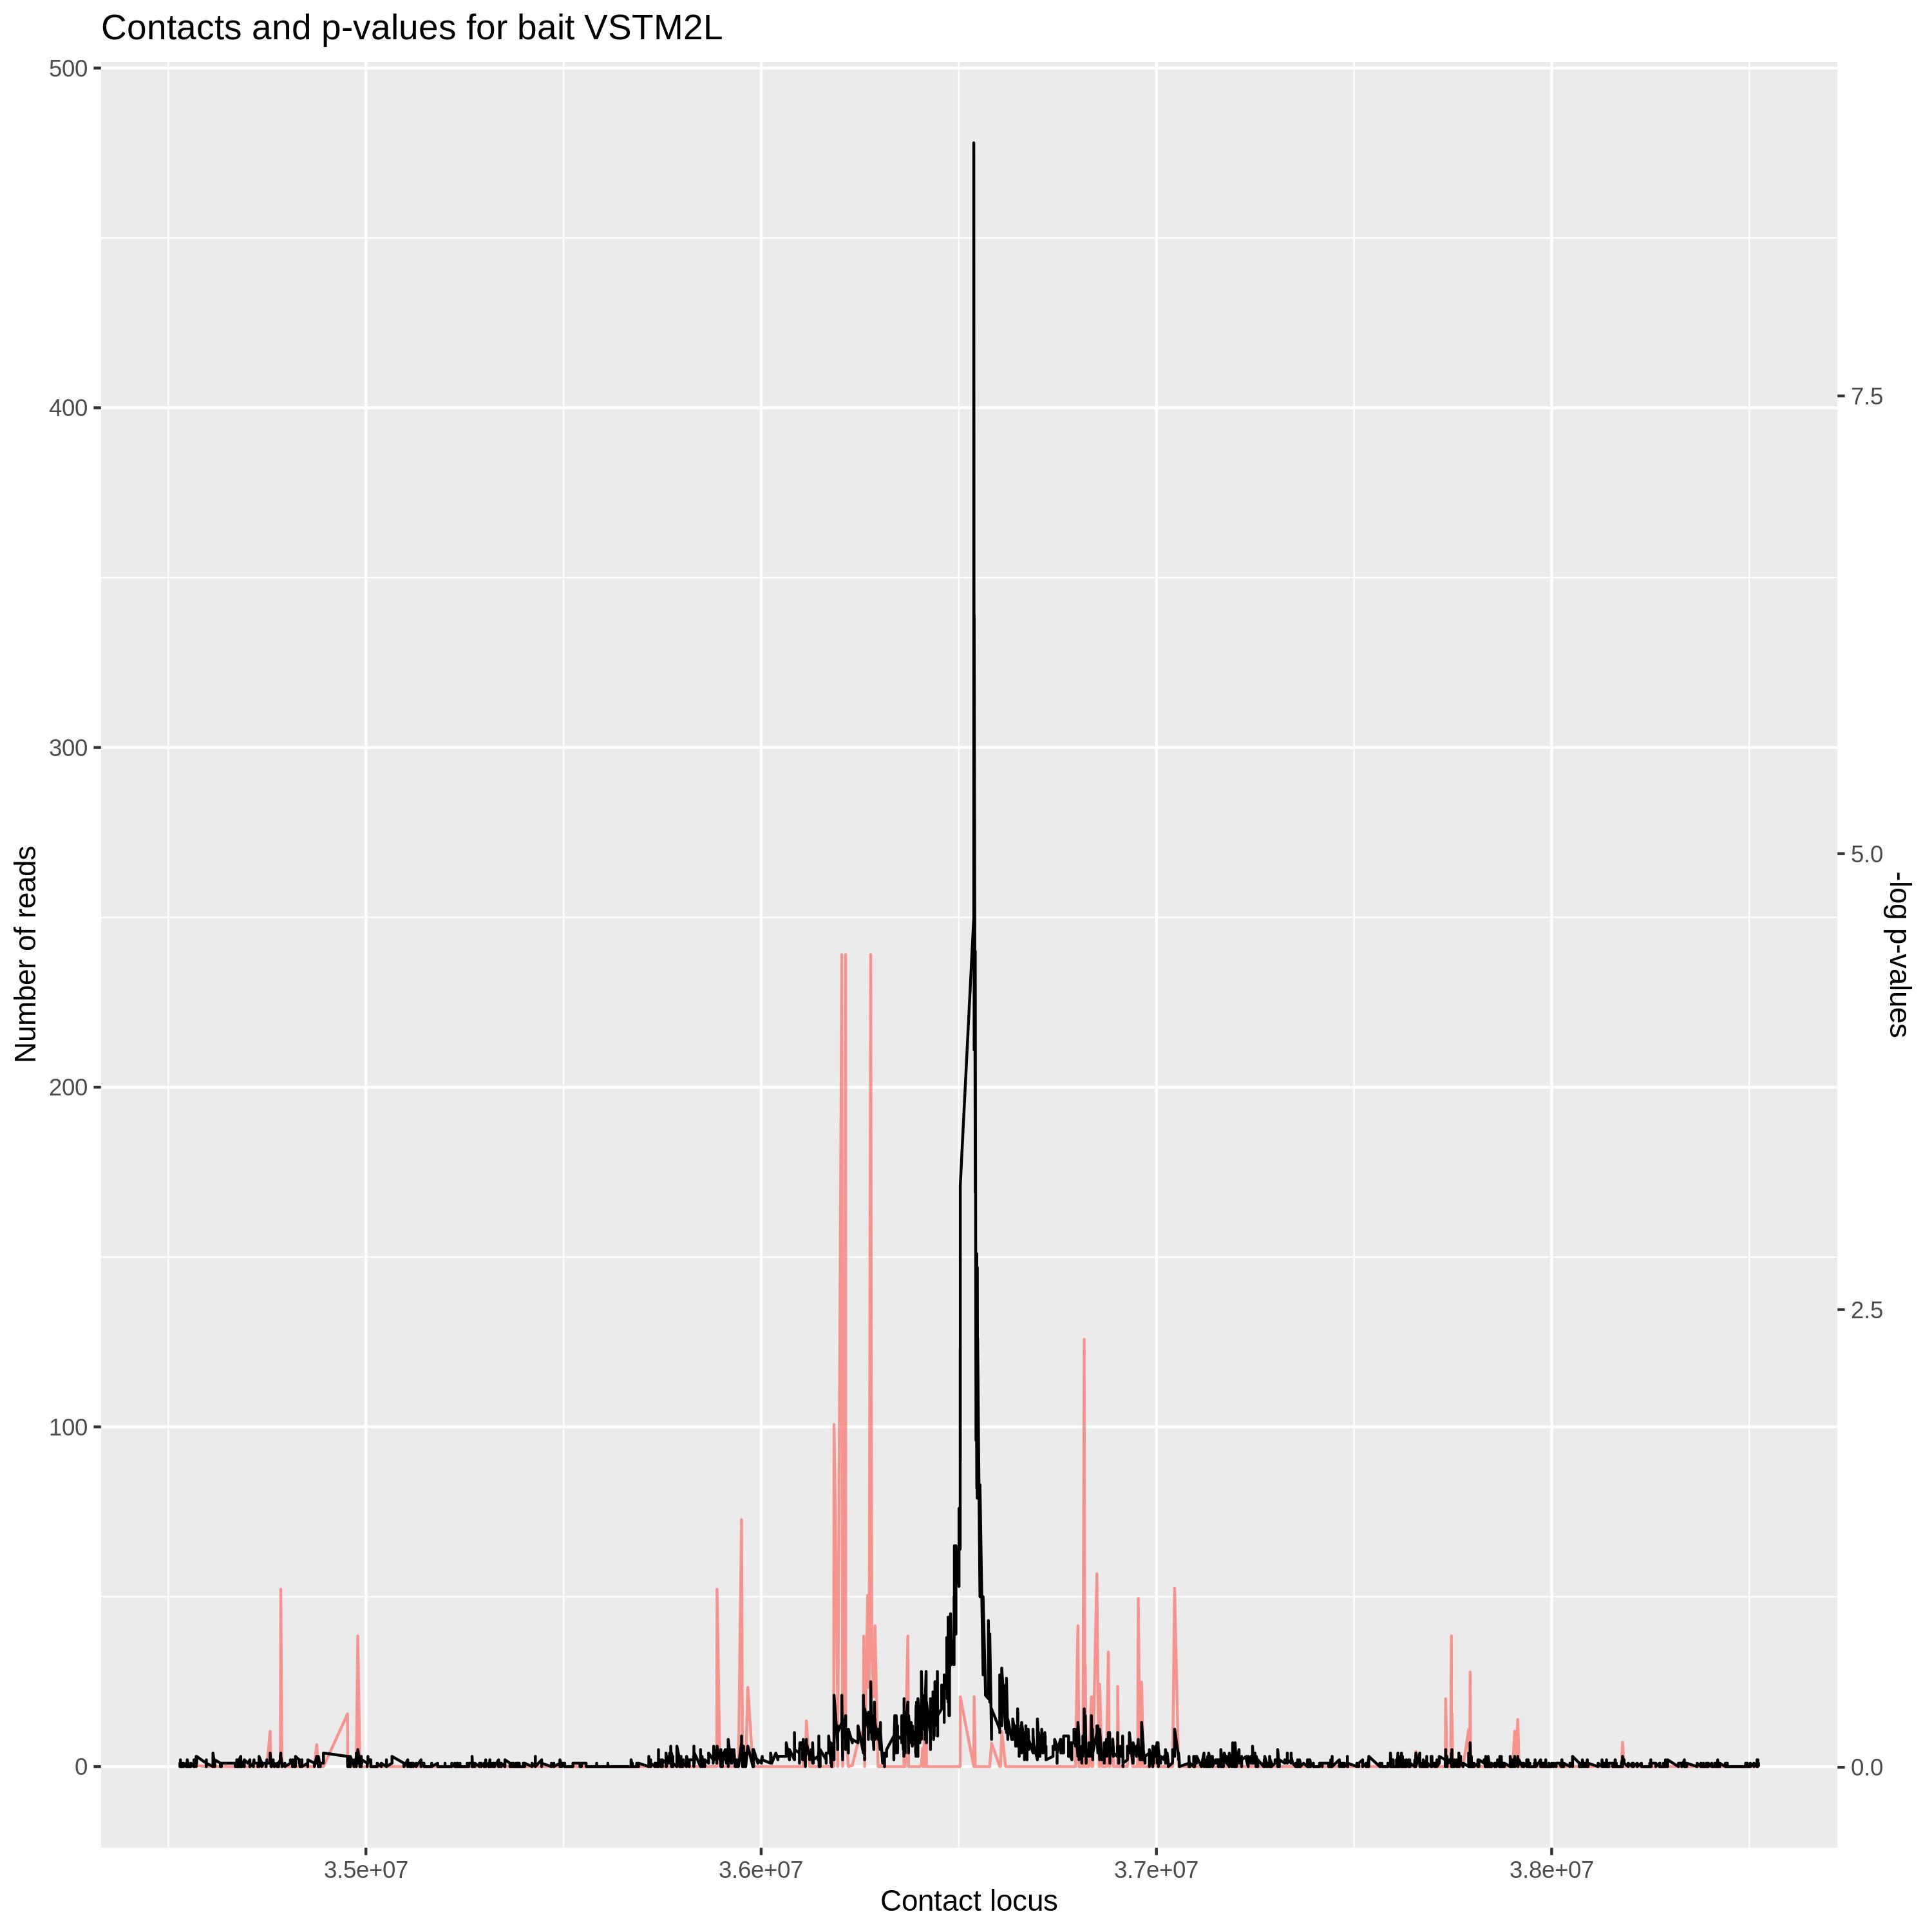 Contacts and p-values for bait VSTM2L
500
400
300
200
100
0
Number of reads
7.5
5.0
2.5
0.0
-log p-values
3.5e+07
3.6e+07
3.7e+07
3.8e+07
Contact locus